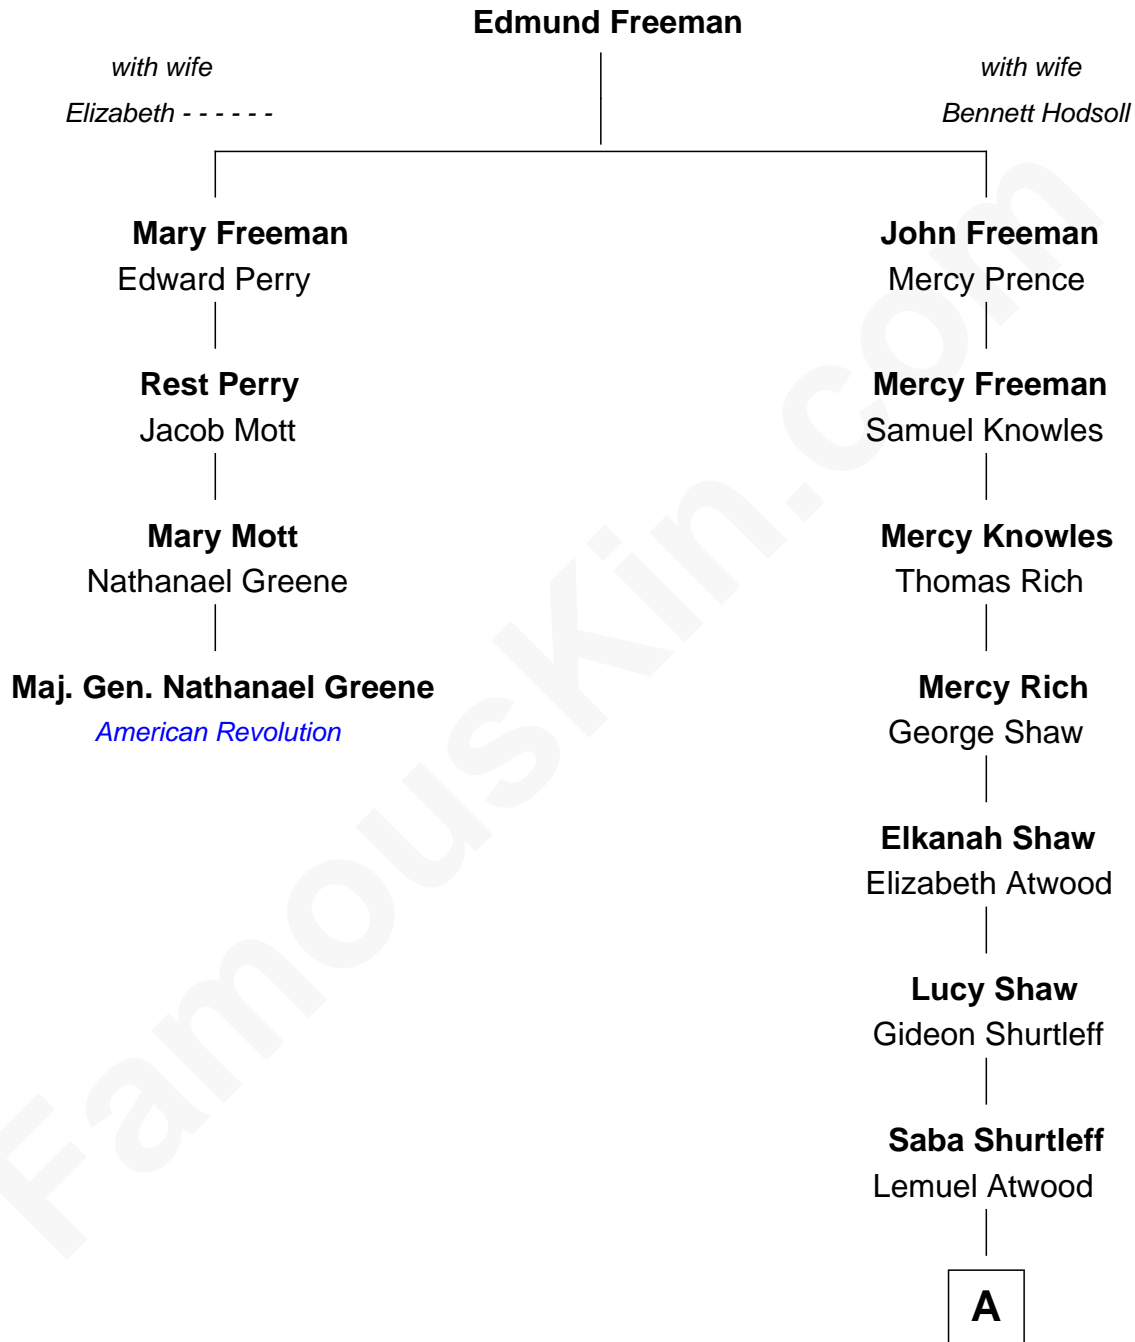 Edmund Freeman
with wife
Elizabeth - - - - - -
with wife
Bennett Hodsoll
Mary Freeman
Edward Perry
Rest Perry
Jacob Mott
Mary Mott
Nathanael Greene
Maj. Gen. Nathanael Greene
American Revolution
John Freeman
Mercy Prence
Mercy Freeman
Samuel Knowles
Mercy Knowles
Thomas Rich
Mercy Rich
George Shaw
Elkanah Shaw
Elizabeth Atwood
Lucy Shaw
Gideon Shurtleff
Saba Shurtleff
Lemuel Atwood
A
FamousKin.com